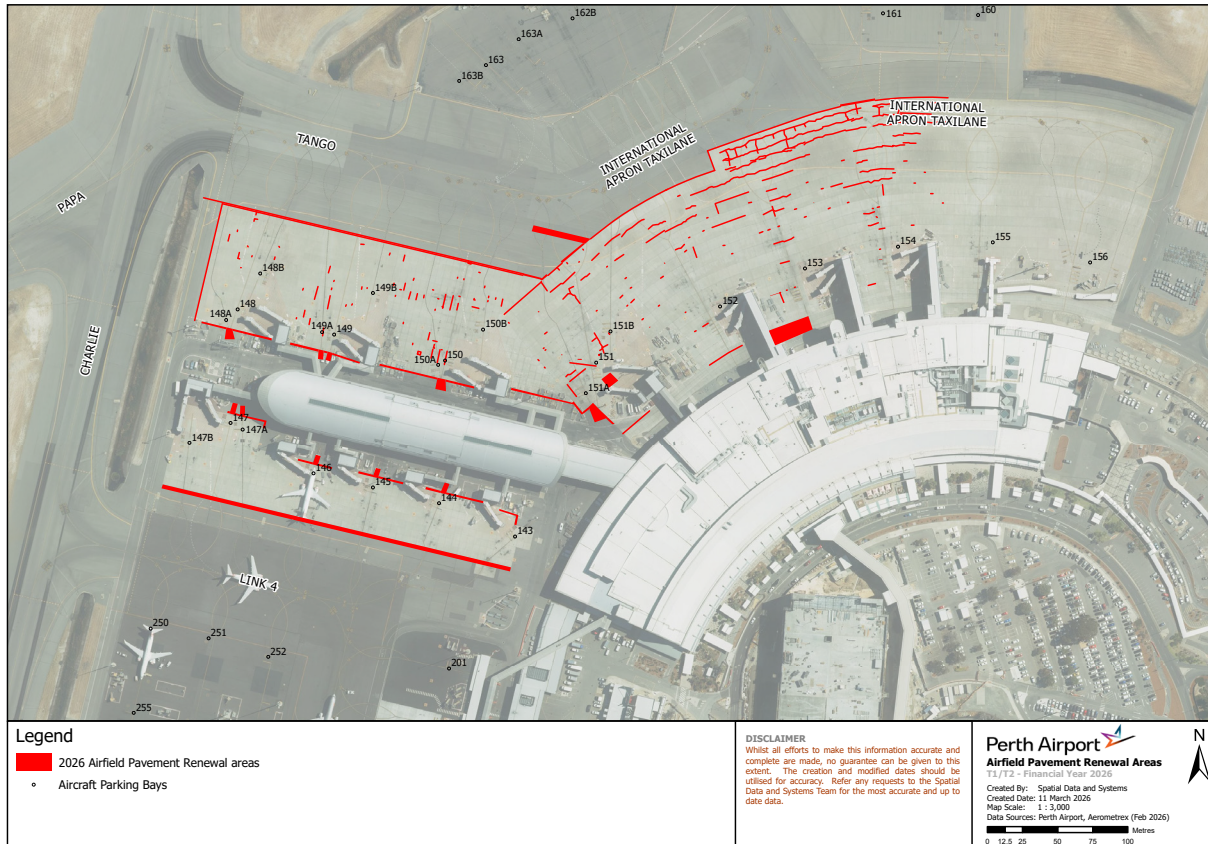 162B
161
160
163A
163
163B
INTERNATIONAL
APRON TAXILANE
TANGO
INTERNATIONAL
APRON TAXILANE
PAPA
155
154
156
153
148B
149B
152
148
148A
150B
151B
149A
149
CHARLIE
150
150A
151
151A
147
147A
147B
146
145
144
143
LINK 4
250
251
252
201
255
Legend
2026 Airfield Pavement Renewal areas
Aircraft Parking Bays
DISCLAIMER
Whilst all efforts to make this information accurate and
complete are made, no guarantee can be given to this
extent. The creation and modified dates should be
utilised for accuracy. Refer any requests to the Spatial
Data and Systems Team for the most accurate and up to
date data.
Perth Airport
Airfield Pavement Renewal Areas
T1/T2 - Financial Year 2026
Created By: Spatial Data and Systems
Created Date: 11 March 2026
Map Scale: 1 : 3,000
Data Sources: Perth Airport, Aerometrex (Feb 2026)
Metres
0 12.5 25 50 75 100
N